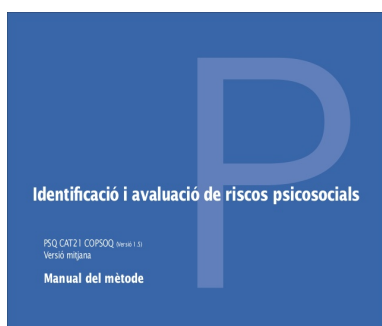 P
Identificació i avaluació de riscos psicosocials
PSQ CAT21 COPSOQ (Versió 1.5)
Versió mitjana
Manual del mètode